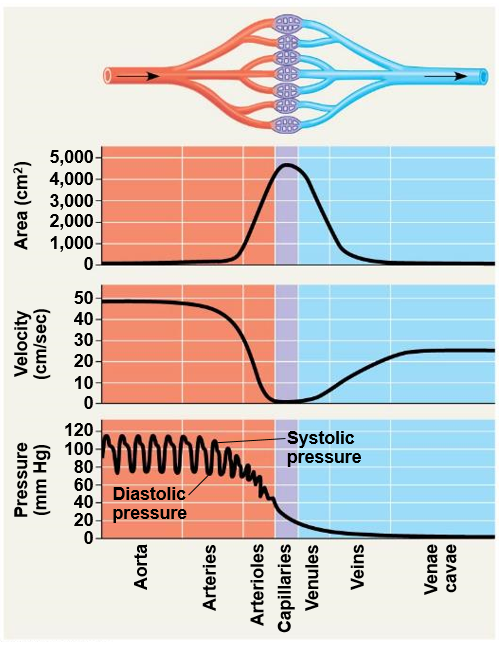 Area (cm²)
5,000
4,000
3,000
2,000
1,000
0
Velocity
(cm/sec)
50
40
30
20
10
0
Pressure
(mm Hg)
120
100
80
60
40
20
0
Systolic
pressure
Diastolic
pressure
Aorta
Arteries
Arterioles
Capillaries
Venules
Veins
Venae
cavae